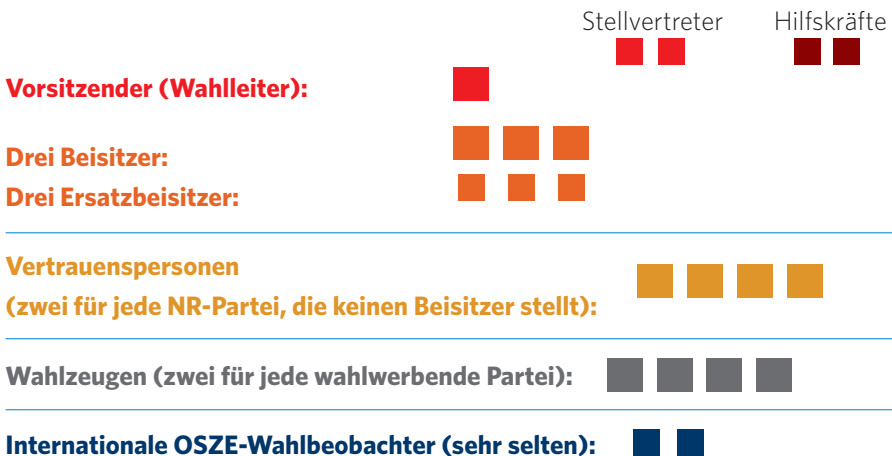 Stellvertreter Hilfskräfte
Vorsitzender (Wahlleiter):
Drei Beisitzer:
Drei Ersatzbeisitzer:
Vertrauenspersonen
(zwei für jede NR-Partei, die keinen Beisitzer stellt):
Wahlzeugen (zwei für jede wahlwerbende Partei):
Internationale OSZE-Wahlbeobachter (sehr selten):